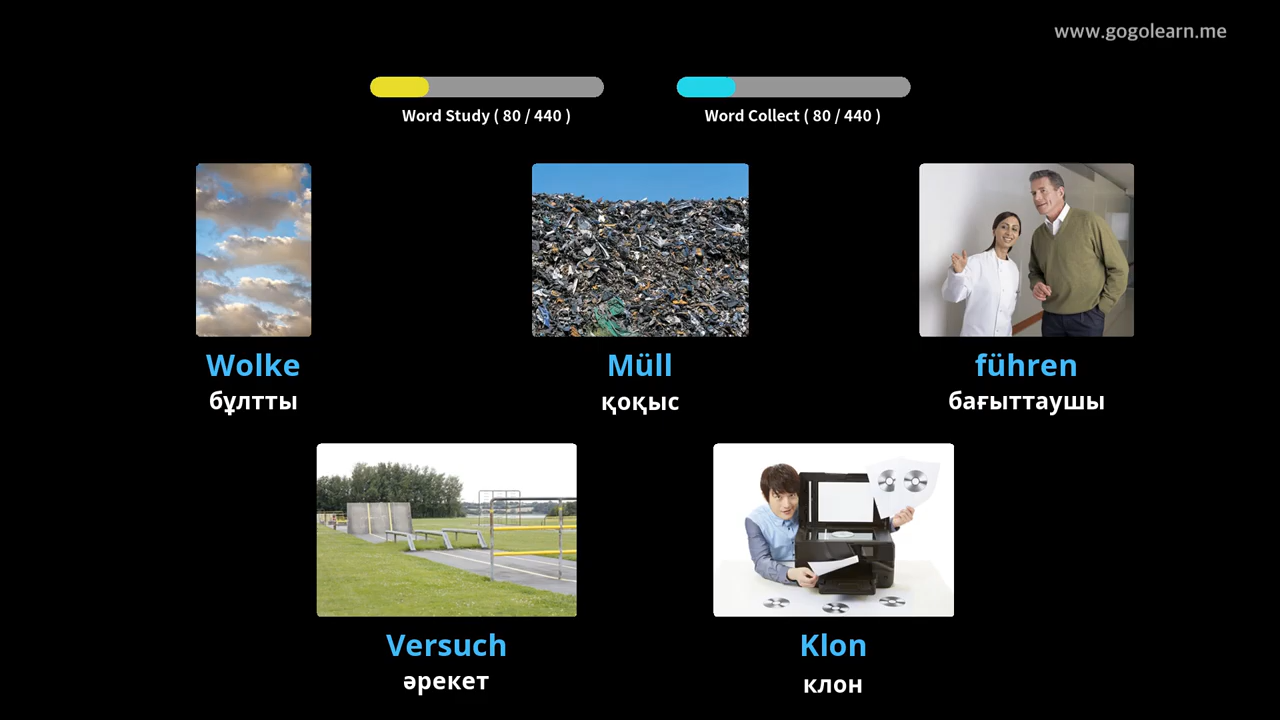 www.gogolearn.me
Word Study ( 80 / 440 )
Word Collect ( 80 / 440 )
Wolke
бұлтты
Müll
қоқыс
führen
бағыттаушы
Versuch
әрекет
Klon
клон